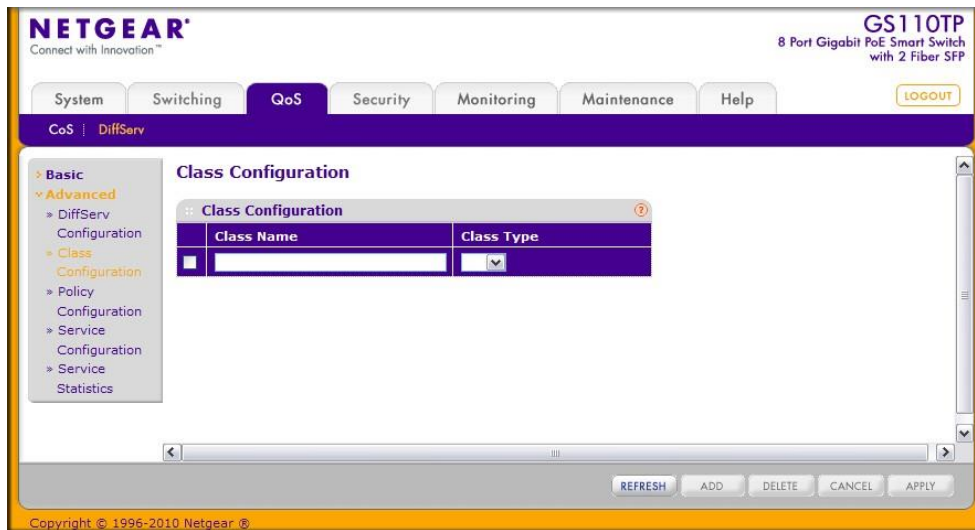 NETGEAR®
Connect with Innovation™
GS110TP
8 Port Gigabit PoE Smart Switch
with 2 Fiber SFP
System Switching QoS Security Monitoring Maintenance Help LOGOUT
CoS | DiffServ
Basic
Advanced
» DiffServ
Configuration
» Class
Configuration
» Policy
Configuration
» Service
Configuration
» Service
Statistics
Class Configuration
Class Configuration ?
Class Name Class Type
REFRESH ADD DELETE CANCEL APPLY
Copyright © 1996-2010 Netgear ®